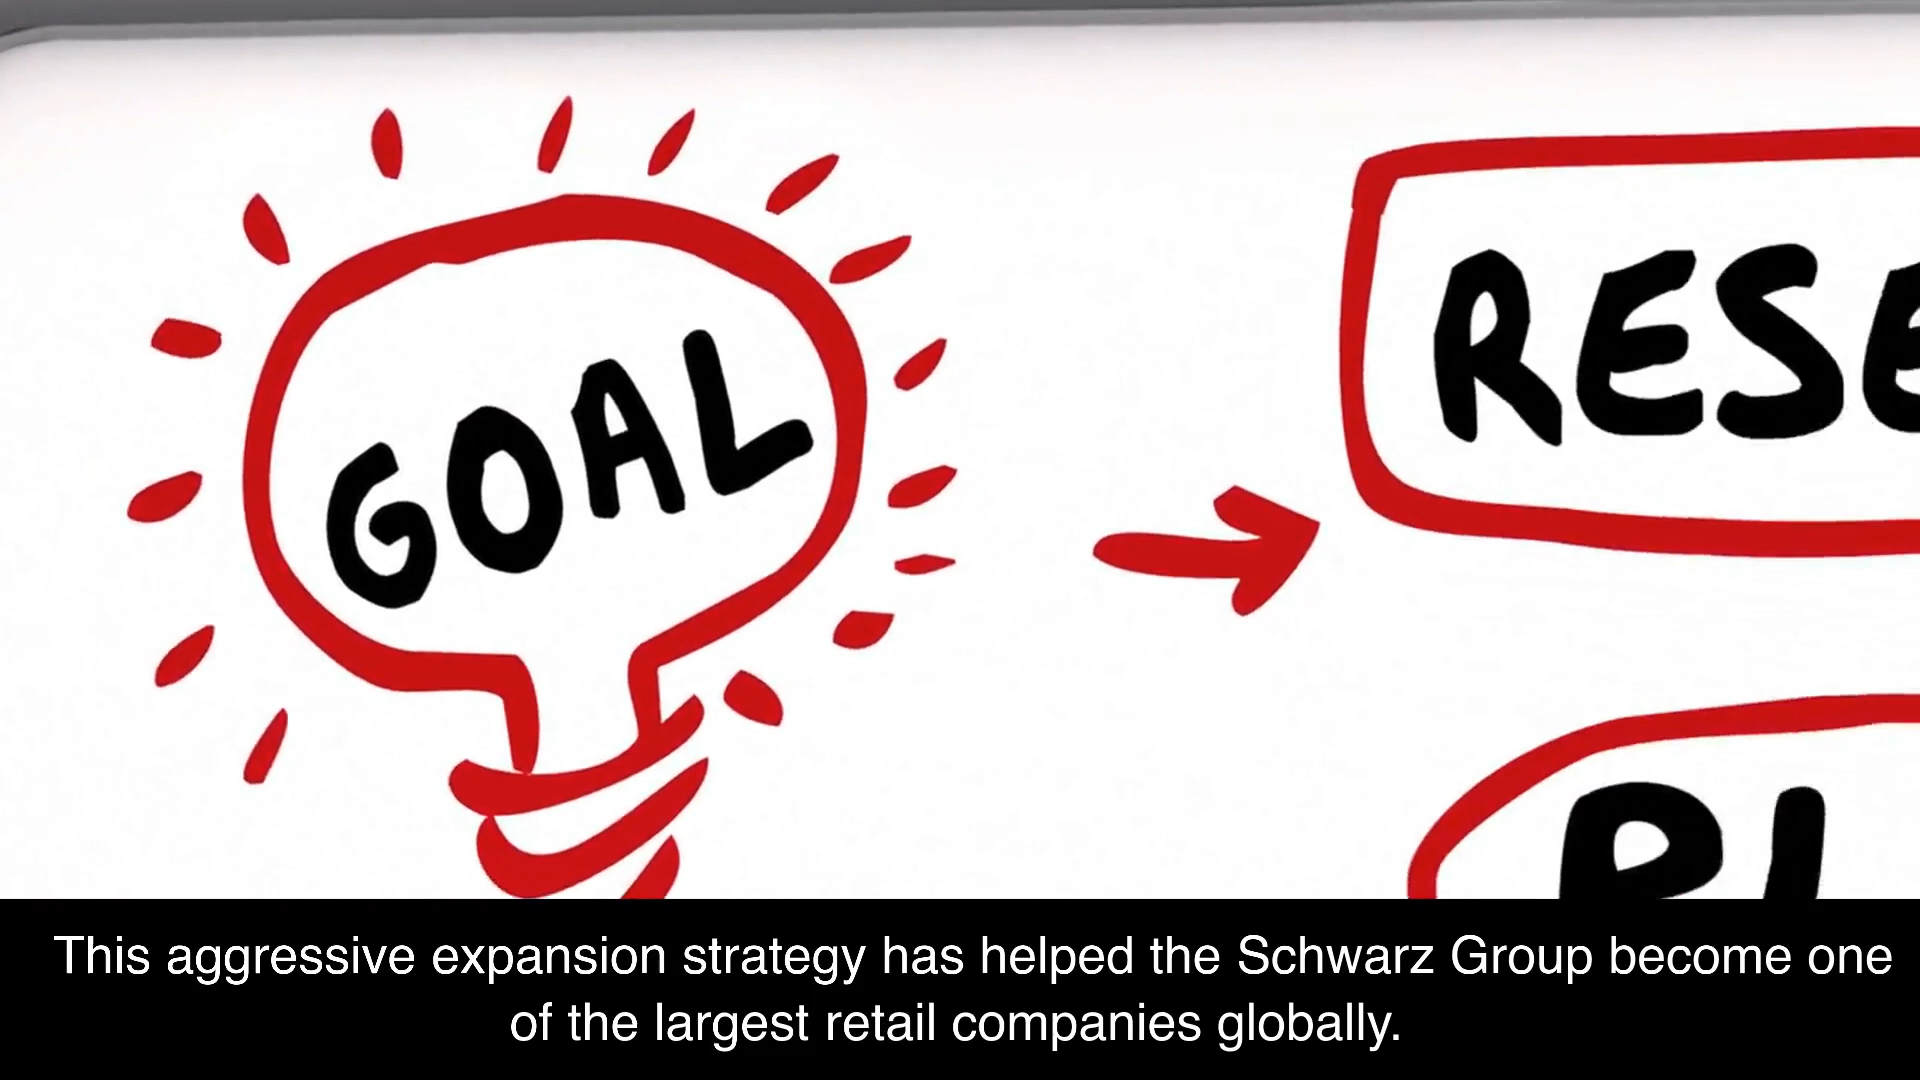 GOAL
RESE
PL
This aggressive expansion strategy has helped the Schwarz Group become one
of the largest retail companies globally.